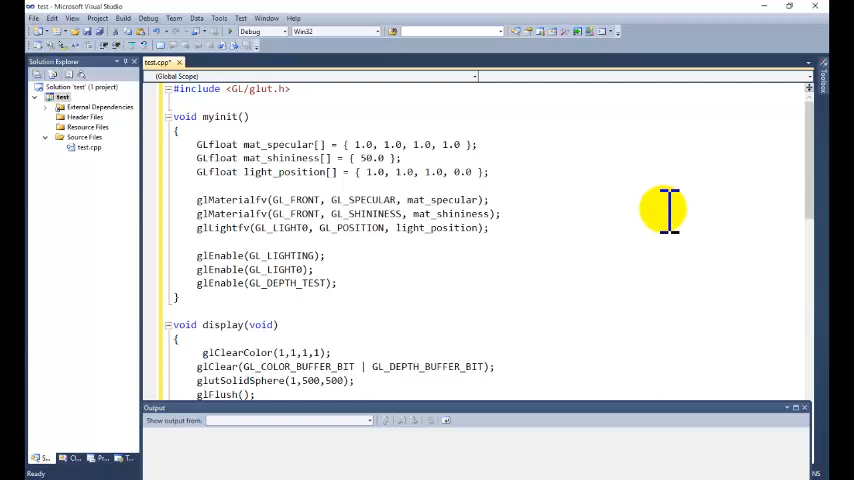 test - Microsoft Visual Studio
File Edit View Project Build Debug Team Data Tools Test Window Help
Debug Win32
Solution Explorer
test.cpp*
(Global Scope)
Toolbox
Solution 'test' (1 project)
test
External Dependencies
Header Files
Resource Files
Source Files
test.cpp
#include <GL/glut.h>
void myinit()
{
GLfloat mat_specular[] = { 1.0, 1.0, 1.0, 1.0 };
GLfloat mat_shininess[] = { 50.0 };
GLfloat light_position[] = { 1.0, 1.0, 1.0, 0.0 };
glMaterialfv(GL_FRONT, GL_SPECULAR, mat_specular);
glMaterialfv(GL_FRONT, GL_SHININESS, mat_shininess);
glLightfv(GL_LIGHT0, GL_POSITION, light_position);
glEnable(GL_LIGHTING);
glEnable(GL_LIGHT0);
glEnable(GL_DEPTH_TEST);
}
void display(void)
{
glClearColor(1,1,1,1);
glClear(GL_COLOR_BUFFER_BIT | GL_DEPTH_BUFFER_BIT);
glutSolidSphere(1,500,500);
glFlush();
Output
Show output from:
S... Cl... Pr... T...
Ready
INS